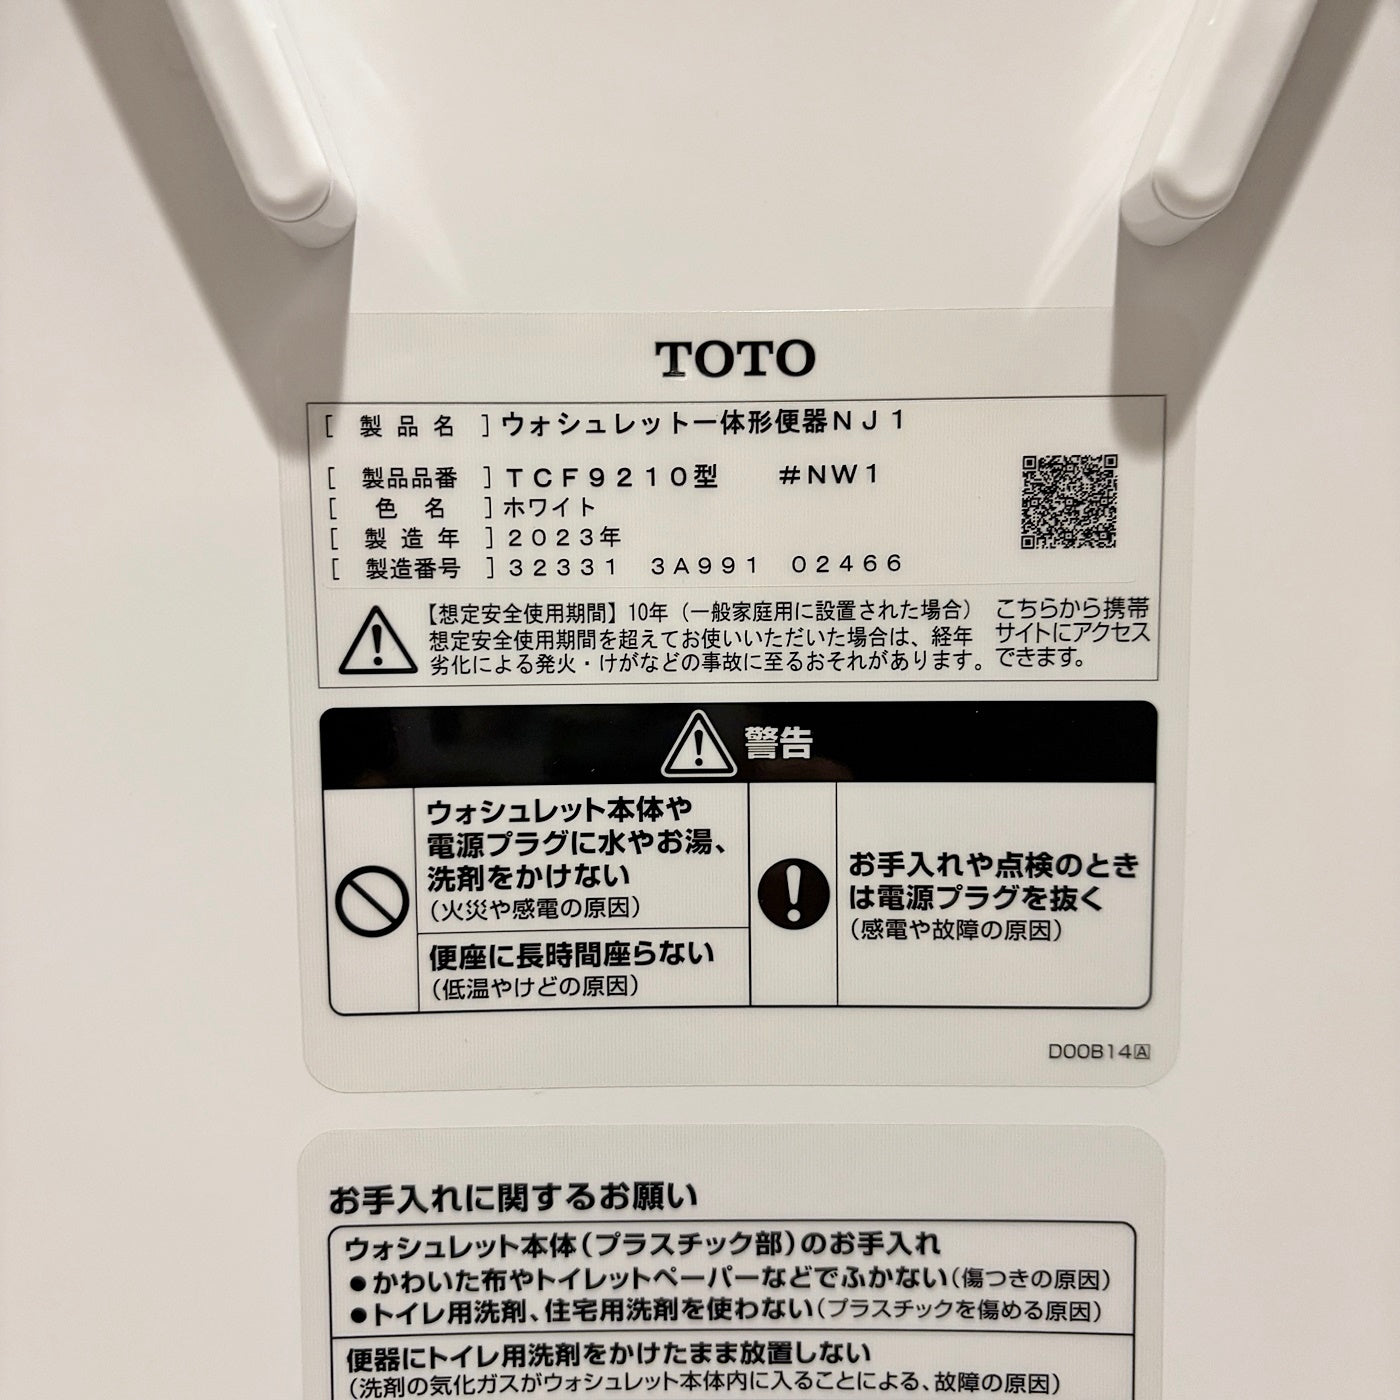 TOTO
[ 製品名 ]ウォシュレット一体形便器NJ1
[ 製品品番 ]TCF9210型 #NW1
[ 色名 ]ホワイト
[ 製造年 ]2023年
[ 製造番号 ]32331 3A991 02466
【想定安全使用期間】10年（一般家庭用に設置された場合）
想定安全使用期間を超えてお使いいただいた場合は、経年
劣化による発火・けがなどの事故に至るおそれがあります。
こちらから携帯
サイトにアクセス
できます。
警告
ウォシュレット本体や
電源プラグに水やお湯、
洗剤をかけない
（火災や感電の原因）
便座に長時間座らない
（低温やけどの原因）
お手入れや点検のとき
は電源プラグを抜く
（感電や故障の原因）
D00B14A
お手入れに関するお願い
ウォシュレット本体（プラスチック部）のお手入れ
●かわいた布やトイレットペーパーなどでふかない（傷つきの原因）
●トイレ用洗剤、住宅用洗剤を使わない（プラスチックを傷める原因）
便器にトイレ用洗剤をかけたまま放置しない
（洗剤の気化ガスがウォシュレット本体内に入ることによる、故障の原因）